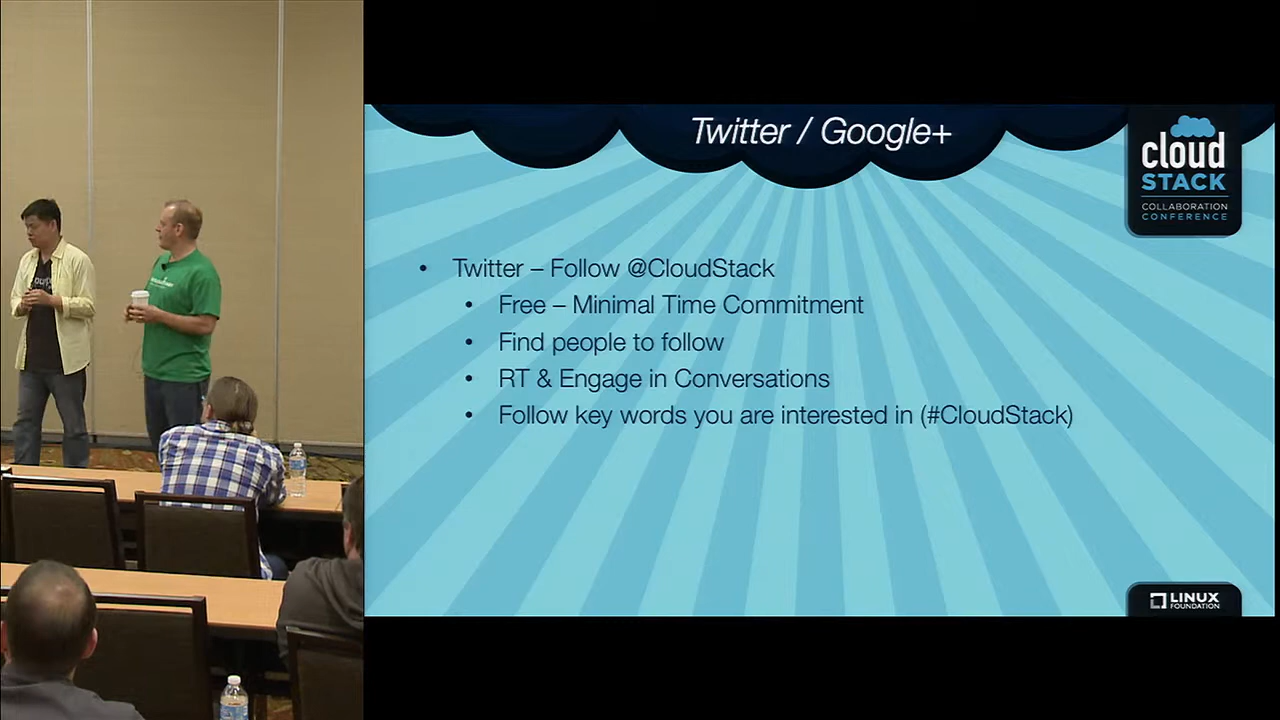 Twitter / Google+
cloud
STACK
COLLABORATION
CONFERENCE
• Twitter – Follow @CloudStack
• Free – Minimal Time Commitment
• Find people to follow
• RT & Engage in Conversations
• Follow key words you are interested in (#CloudStack)
LINUX
FOUNDATION